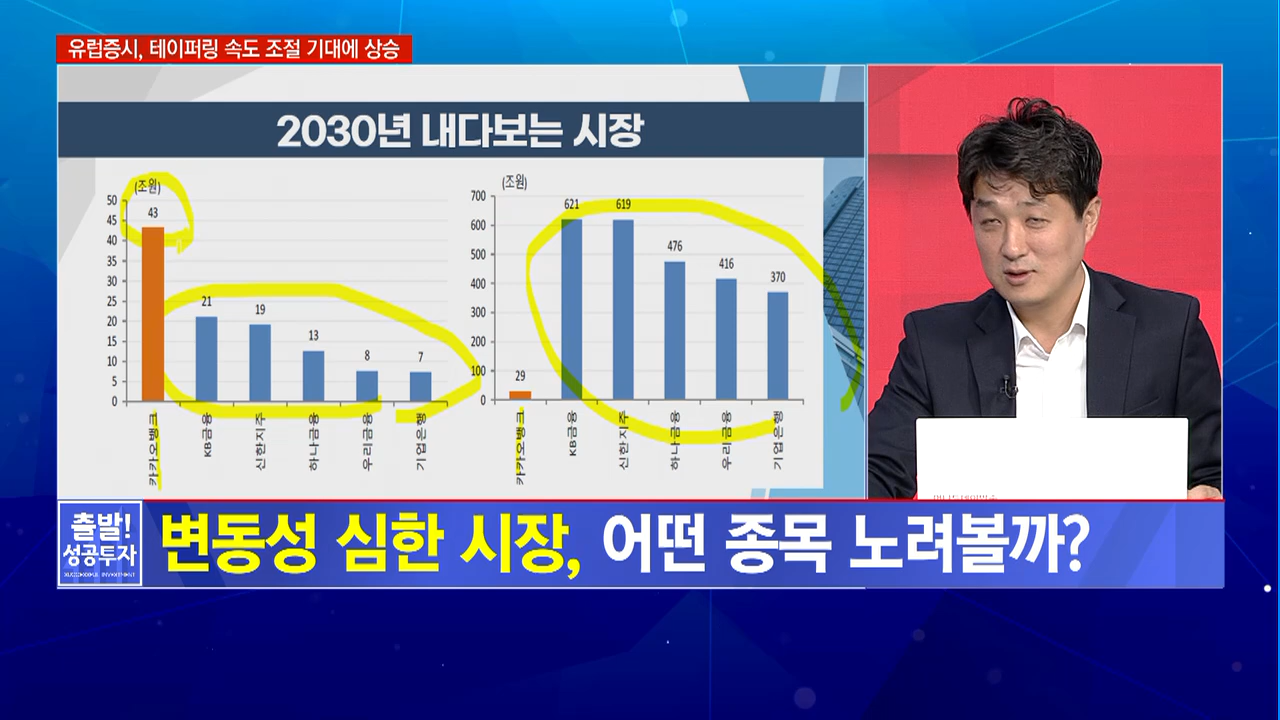 유럽증시, 테이퍼링 속도 조절 기대에 상승
2030년 내다보는 시장
(조원)
50
45
40
35
30
25
20
15
10
5
0
43
21
19
13
8
7
카카오뱅크
KB금융
신한지주
하나금융
우리금융
기업은행
(조원)
700
600
500
400
300
200
100
0
29
621
619
476
416
370
카카오뱅크
KB금융
신한지주
하나금융
우리금융
기업은행
출발!
성공투자
변동성 심한 시장, 어떤 종목 노려볼까?